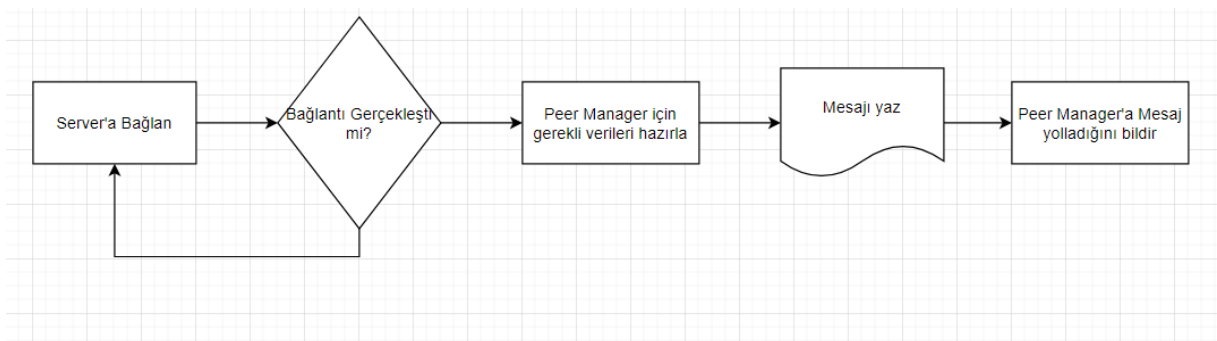 Server'a Bağlan
Bağlantı Gerçekleşti
mi?
Peer Manager için
gerekli verileri hazırla
Mesajı yaz
Peer Manager'a Mesaj
yolladığını bildir